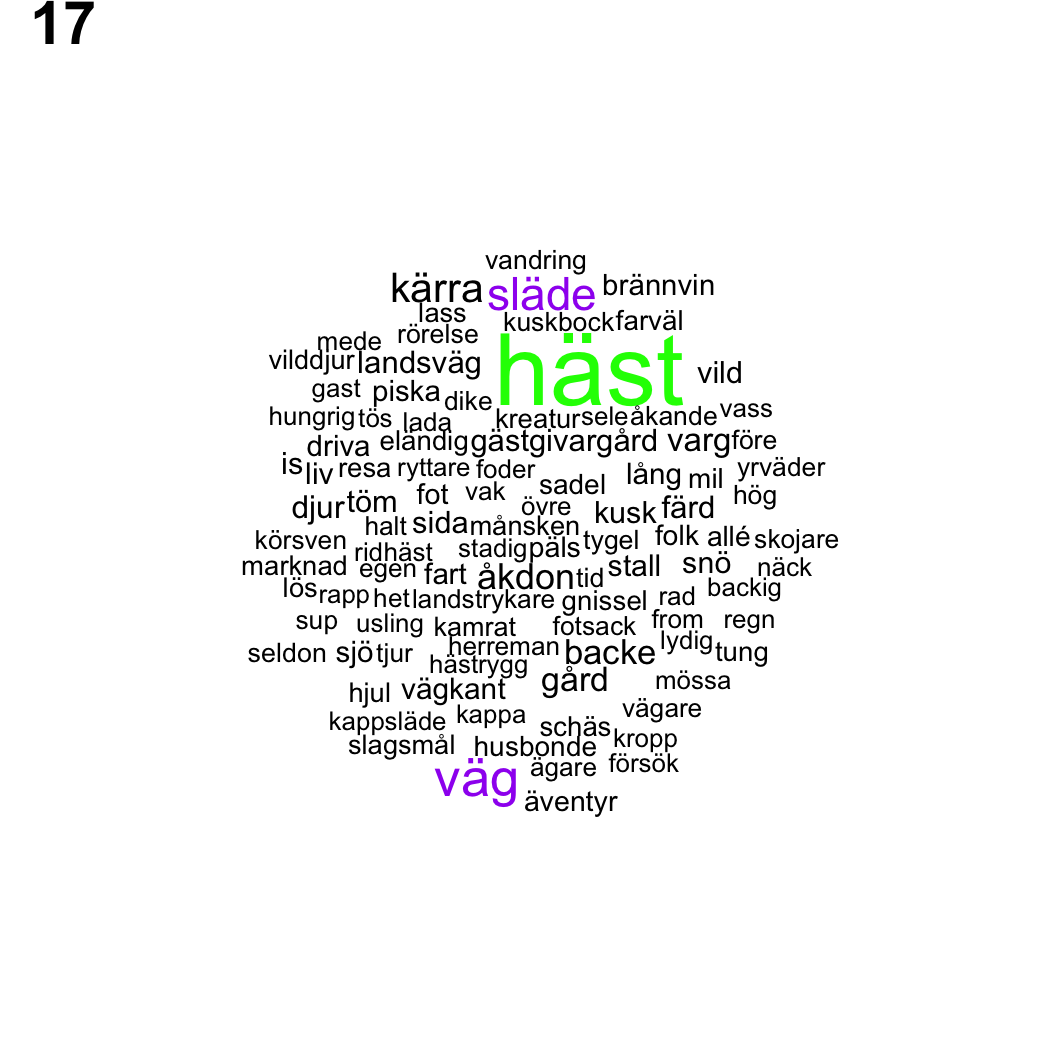 17
vandring
kärra släde brännvin
lass kuskbock farväl
mede rörelse
vilddjur landsväg häst vild
gast piska dike
hungrig tös lada kreatur sele åkande vass
driva eländig gästgivargård varg före
is liv resa ryttare foder lång mil yrväder
djur töm fot vak sadel hög
övre kusk färd
halt sida månsken
körsven ridhäst stadig päls tygel folk allé skojare
marknad egen fart åkdon tid stall snö näck
lös rapp het landstrykare gnissel rad backig
sup usling kamrat fotsack from regn
seldon sjö tjur herreman backe lydig tung
hästrygg
hjul vägkant gård mössa
kappsläde kappa schäs vägare
slagsmål husbonde kropp
väg ägare försök
äventyr